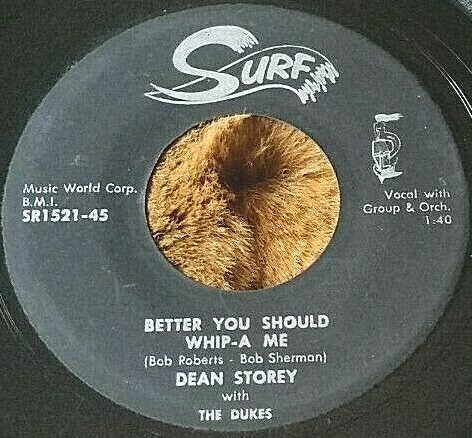 SURF
Music World Corp.
B.M.I.
SR1521-45
Vocal with
Group & Orch.
1:40
BETTER YOU SHOULD
WHIP-A ME
(Bob Roberts - Bob Sherman)
DEAN STOREY
with
THE DUKES